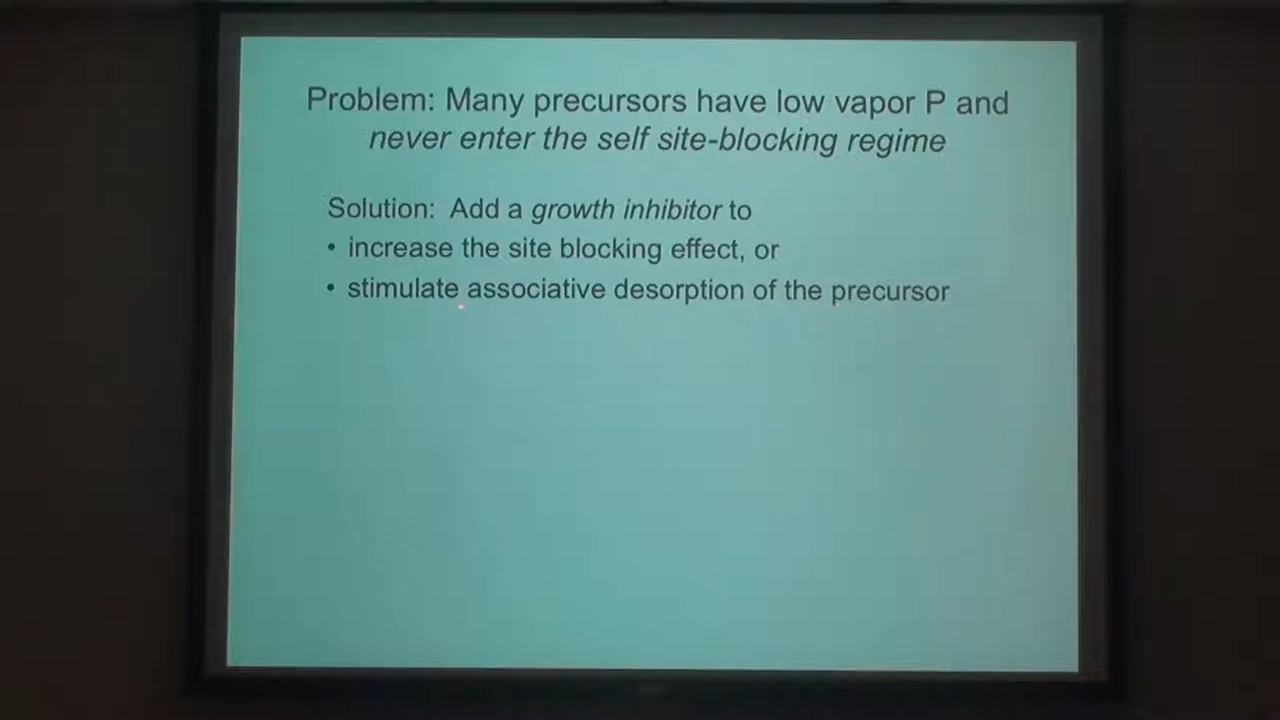 Problem: Many precursors have low vapor P and
never enter the self site-blocking regime
Solution: Add a growth inhibitor to
• increase the site blocking effect, or
• stimulate associative desorption of the precursor